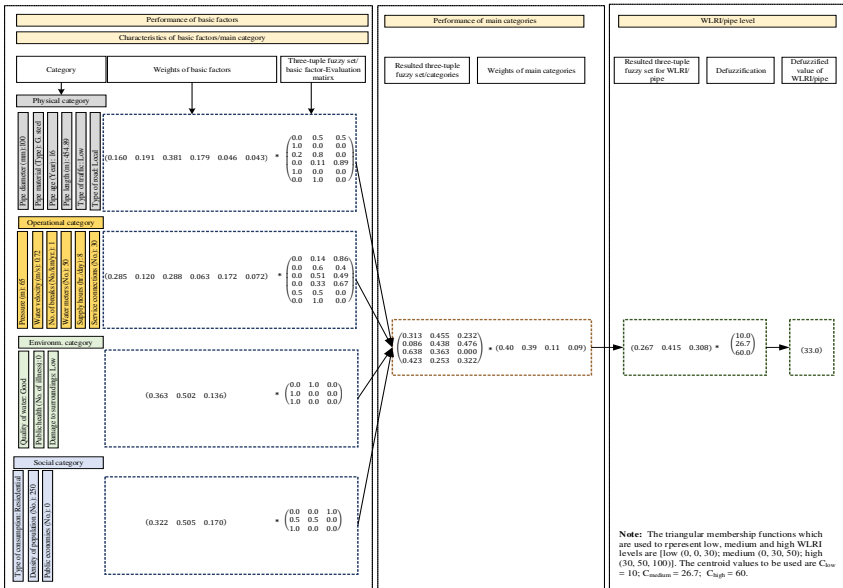 Performance of basic factors
Characteristics of basic factors/main category
Category
Weights of basic factors
Three-tuple fuzzy set/
basic factor-Evaluation
matirx
Physical category
Pipe diameter (mm):100
Pipe material (Type): G. steel
Pipe age (Year): 16
Pipe length (m): 454.89
Type of traffic: Low
Type of road: Local
(0.160 0.191 0.381 0.179 0.046 0.043) *
0.0 0.5 0.5
1.0 0.0 0.0
0.2 0.8 0.0
0.0 0.11 0.89
1.0 0.0 0.0
0.0 1.0 0.0
Operational category
Pressure (m): 65
Water velocity (m/s): 0.72
No. of breaks (No./km/yr.): 1
Water meters (No.): 50
Supply hours (hr./day): 8
Service connections (No.): 30
(0.285 0.120 0.288 0.063 0.172 0.072) *
0.0 0.14 0.86
0.0 0.6 0.4
0.0 0.51 0.49
0.0 0.33 0.67
0.5 0.5 0.0
0.0 1.0 0.0
Environm. category
Quality of water: Good
Public health (No. of illness): 0
Damage to surroundings: Low
(0.363 0.502 0.136) *
0.0 1.0 0.0
1.0 0.0 0.0
1.0 0.0 0.0
Social category
Type of consumption: Resiedential
Density of population (No.): 250
Public economies (No.): 0
(0.322 0.505 0.170) *
0.0 0.0 1.0
0.5 0.5 0.0
1.0 0.0 0.0
Performance of main categories
Resulted three-tuple
fuzzy set/categories
Weights of main categories
0.313 0.455 0.232
0.086 0.438 0.476
0.638 0.363 0.000
0.423 0.253 0.322
* (0.40 0.39 0.11 0.09)
WLRI/pipe level
Resulted three-tuple
fuzzy set for WLRI/
pipe
Defuzzification
Defuzzified
value of
WLRI/pipe
(0.267 0.415 0.308) *
10.0
26.7
60.0
(33.0)
Note: The triangular membership functions which
are used to rpresent low, medium and high WLRI
levels are [low (0, 0, 30); medium (0, 30, 50); high
(30, 50, 100)]. The centroid values to be used are Clow
= 10; Cmedium = 26.7; Chigh = 60.